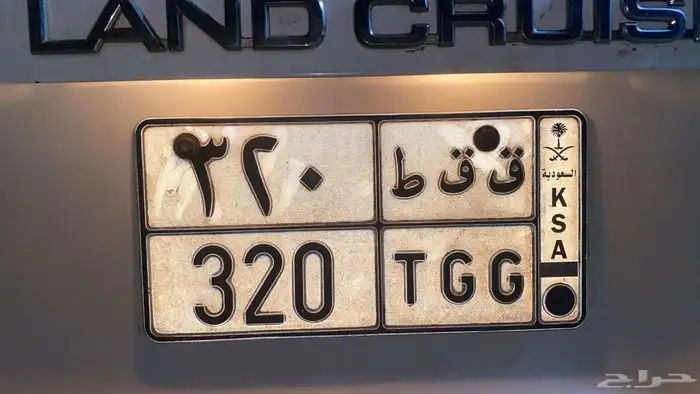 LAND CRUIS
٣٢٠ ق ق ط
السعودية
KSA
320 TGG
حراج